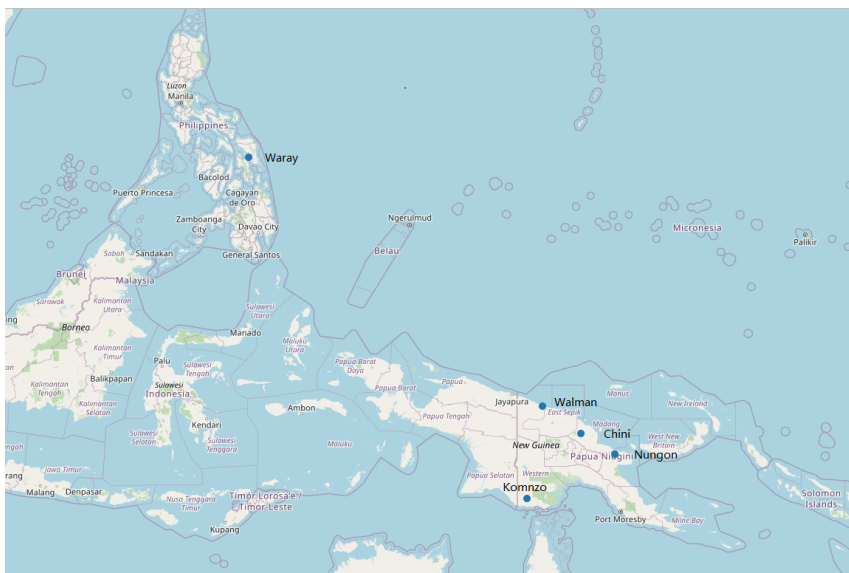 Luzon
Manila
Philippines
Waray
Bacolod
Puerto Princesa
Cagayan
de Oro
Zamboanga
City
Davao City
General Santos
Ngerulmud
Belau
Micronesia
Palikir
Sabah
Sandakan
Brunei
Malaysia
Sarawak
Kalimantan
Utara
Borneo
Kalimantan
Timur
Balikpapan
Kalimantan
Tengah
Kalimantan
Selatan
Sulawesi
Utara
Manado
Maluku
Utara
Palu
Sulawesi
Tengah
Sulawesi
Indonesia
Kendari
Sulawesi
Selatan
Sulawesi
Tenggara
Ambon
Maluku
Papua Barat
Daya
Papua Barat
Papua
Papua Tengah
Jayapura
Walman
East Sepik
Manus
New Ireland
Madang
Chini
West New
Britain
New Guinea
Papua Niugini
Nungon
Papua Selatan
Western
Komnzo
Port Moresby
Milne Bay
Solomon
Islands
Jawa Timur
Malang
Denpasar
Nusa Tenggara
Timur
Timór Lorosa'e /
Timor-Leste
Kupang